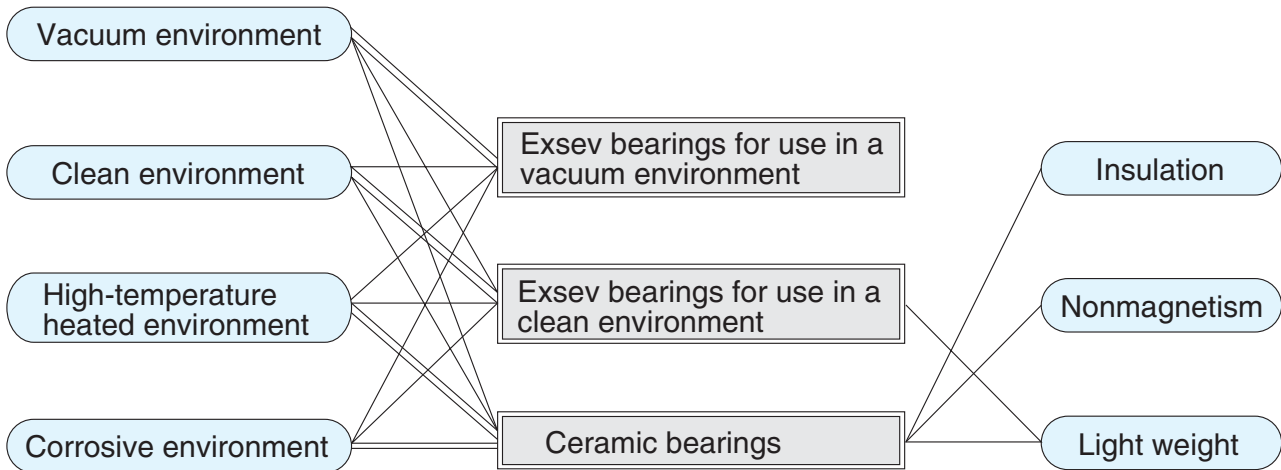 Vacuum environment
Clean environment
High-temperature
heated environment
Corrosive environment
Exsev bearings for use in a
vacuum environment
Exsev bearings for use in a
clean environment
Ceramic bearings
Insulation
Nonmagnetism
Light weight